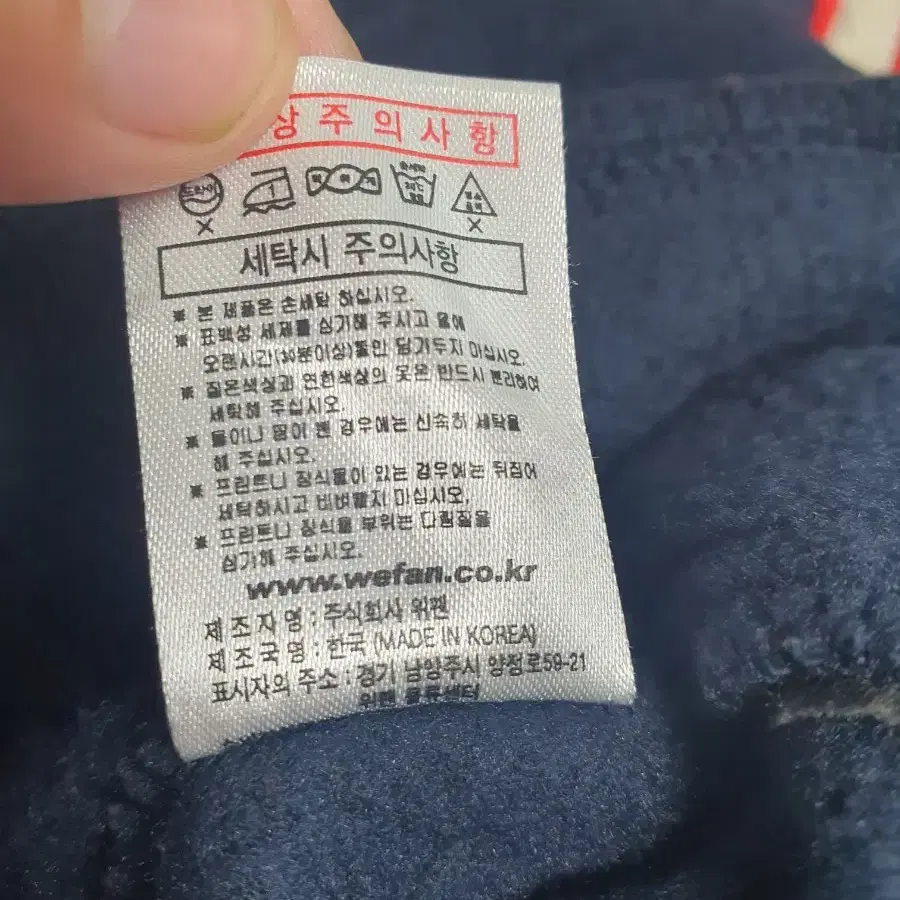 상 주 의 사 항
세탁시 주의사항
※ 본 제품은 손세탁 하십시오.
※ 표백성 세제를 삼가해 주시고 물에
오랜시간(30분이상)동안 담가두지 마십시오.
※ 짙은색상과 연한색상의 옷은 반드시 분리하여
세탁해 주십시오.
※ 물이나 땀이 밴 경우에는 신속히 세탁을
해 주십시오.
※ 프린트나 장식물이 있는 경우에는 뒤집어
세탁하시고 비벼빨지 마십시오.
※ 프린트나 장식물 부위는 다림질을
삼가해 주십시오.
www.wefan.co.kr
제 조 자 명 : 주식회사 위팬
제 조 국 명 : 한국 (MADE IN KOREA)
표시자의 주소 : 경기 남양주시 양정로59-21
위팬 물류센터